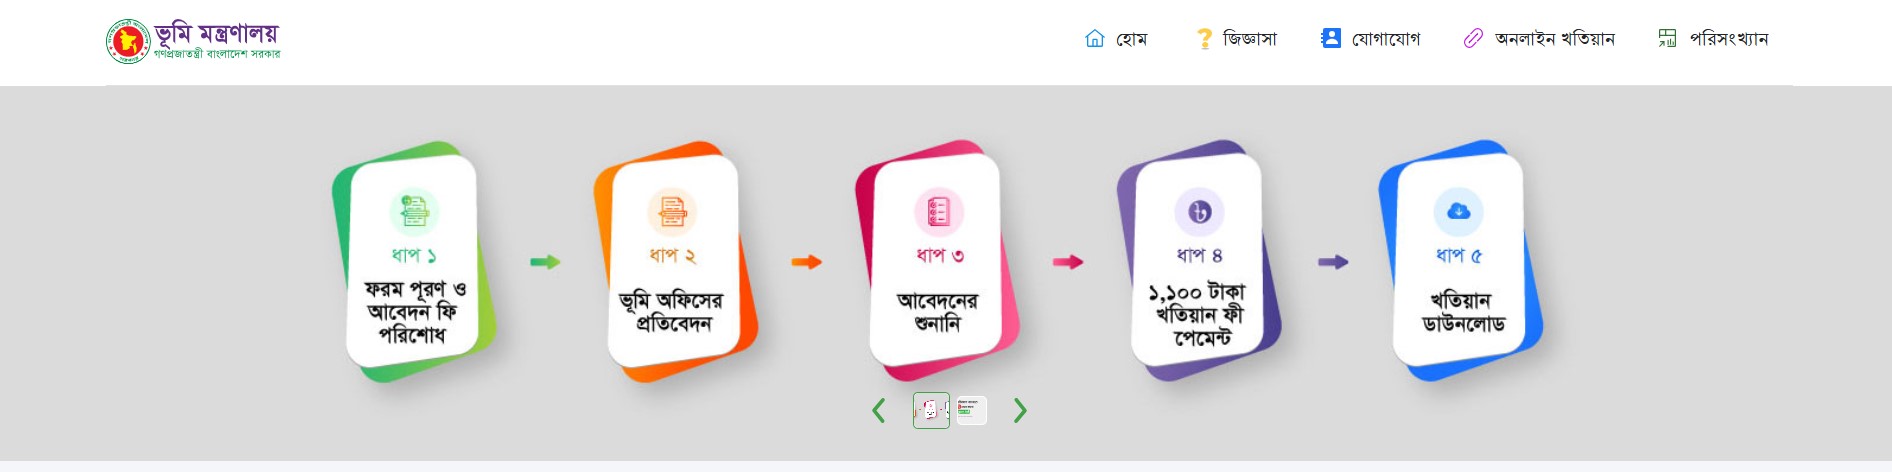 ভূমি মন্ত্রণালয়
গণপ্রজাতন্ত্রী বাংলাদেশ সরকার
হোম
জিজ্ঞাসা
যোগাযোগ
অনলাইন খতিয়ান
পরিসংখ্যান
ধাপ ১
ফরম পূরণ ও
আবেদন ফি
পরিশোধ
ধাপ ২
ভূমি অফিসের
প্রতিবেদন
ধাপ ৩
আবেদনের
শুনানি
ধাপ ৪
১,১০০ টাকা
খতিয়ান ফী
পেমেন্ট
ধাপ ৫
খতিয়ান
ডাউনলোড